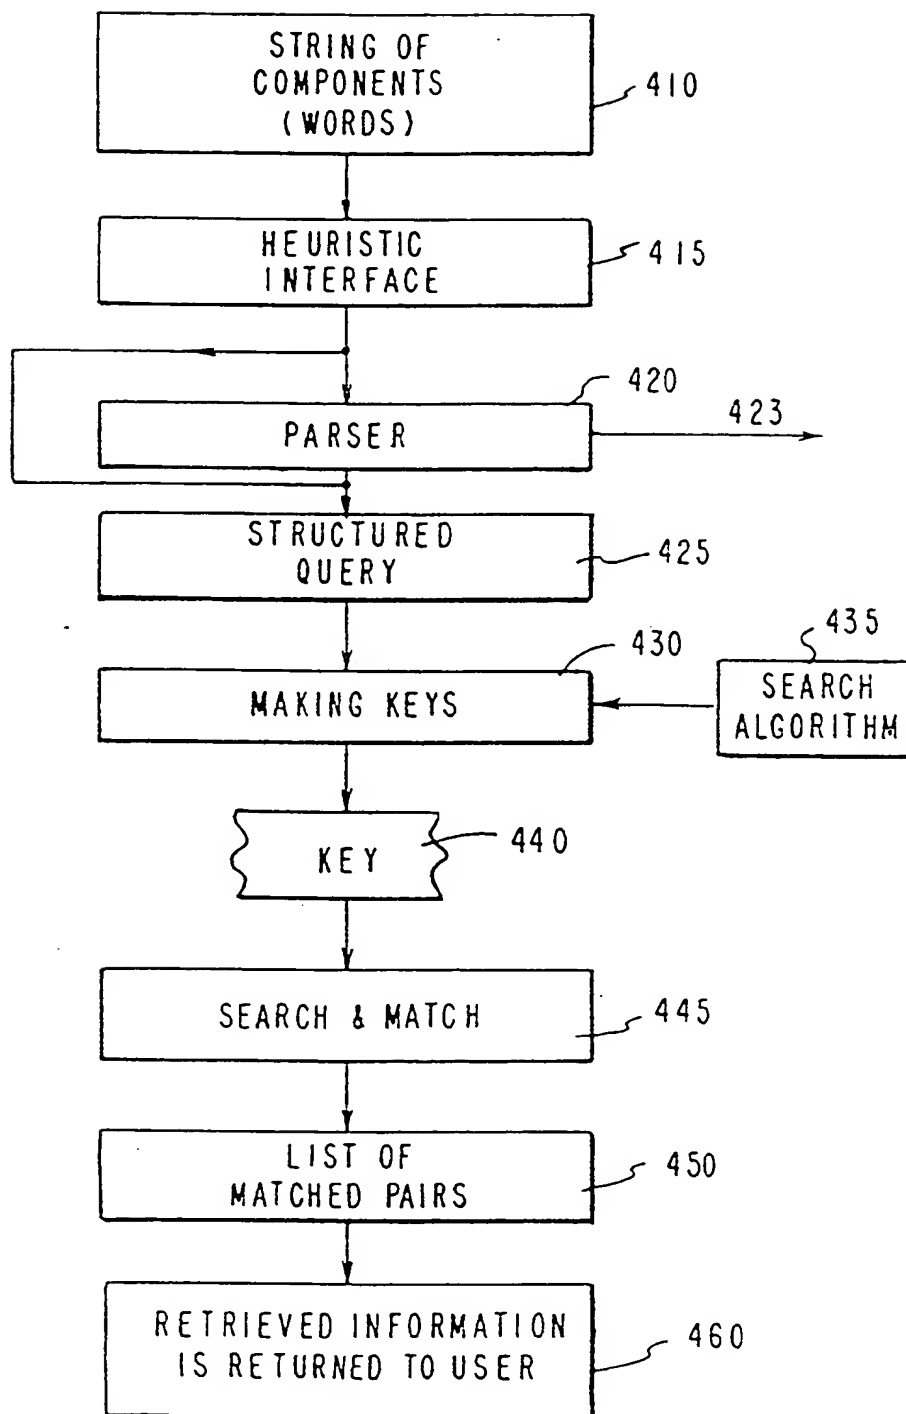 STRING OF
COMPONENTS
(WORDS)
410
HEURISTIC
INTERFACE
415
420
PARSER
423
STRUCTURED
QUERY
425
430
MAKING KEYS
435
SEARCH
ALGORITHM
KEY
440
SEARCH & MATCH
445
LIST OF
MATCHED PAIRS
450
RETRIEVED INFORMATION
IS RETURNED TO USER
460